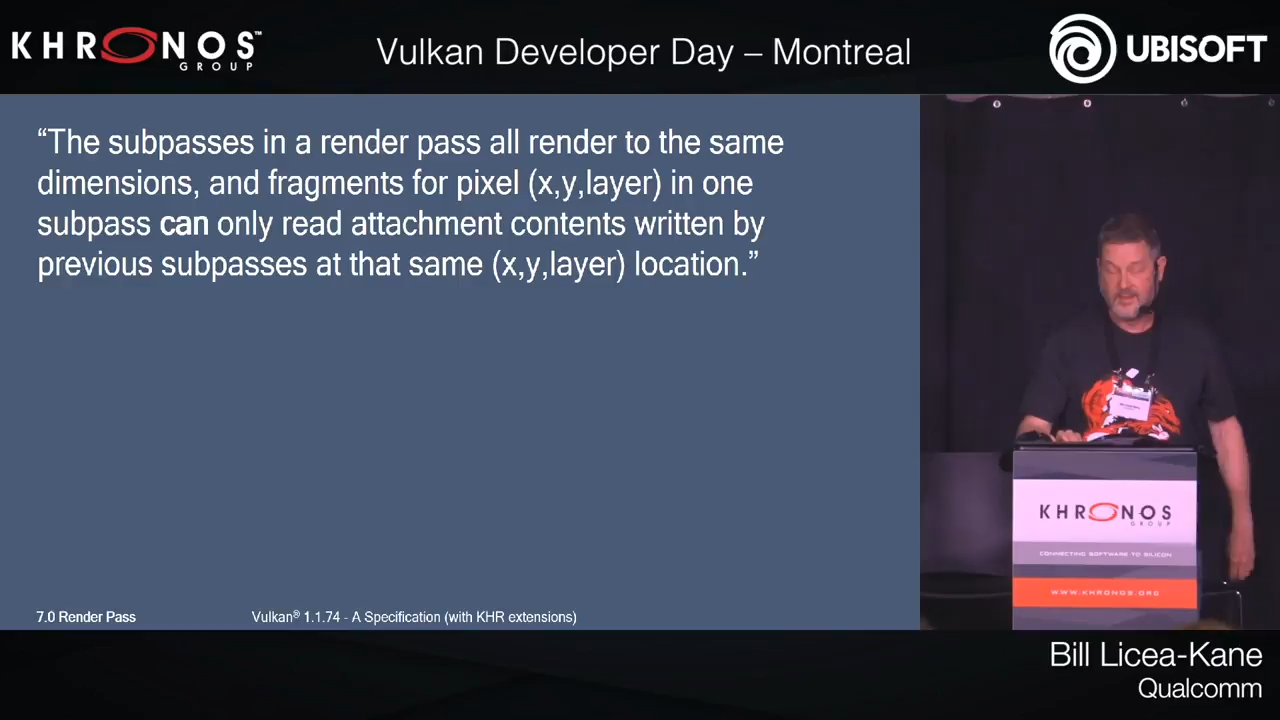 KHRONOS™
GROUP
Vulkan Developer Day – Montreal
UBISOFT
“The subpasses in a render pass all render to the same
dimensions, and fragments for pixel (x,y,layer) in one
subpass can only read attachment contents written by
previous subpasses at that same (x,y,layer) location.”
7.0 Render Pass
Vulkan® 1.1.74 - A Specification (with KHR extensions)
KHRONOS
GROUP
CONNECTING SOFTWARE TO SILICON
WWW.KHRONOS.ORG
Bill Licea-Kane
Qualcomm